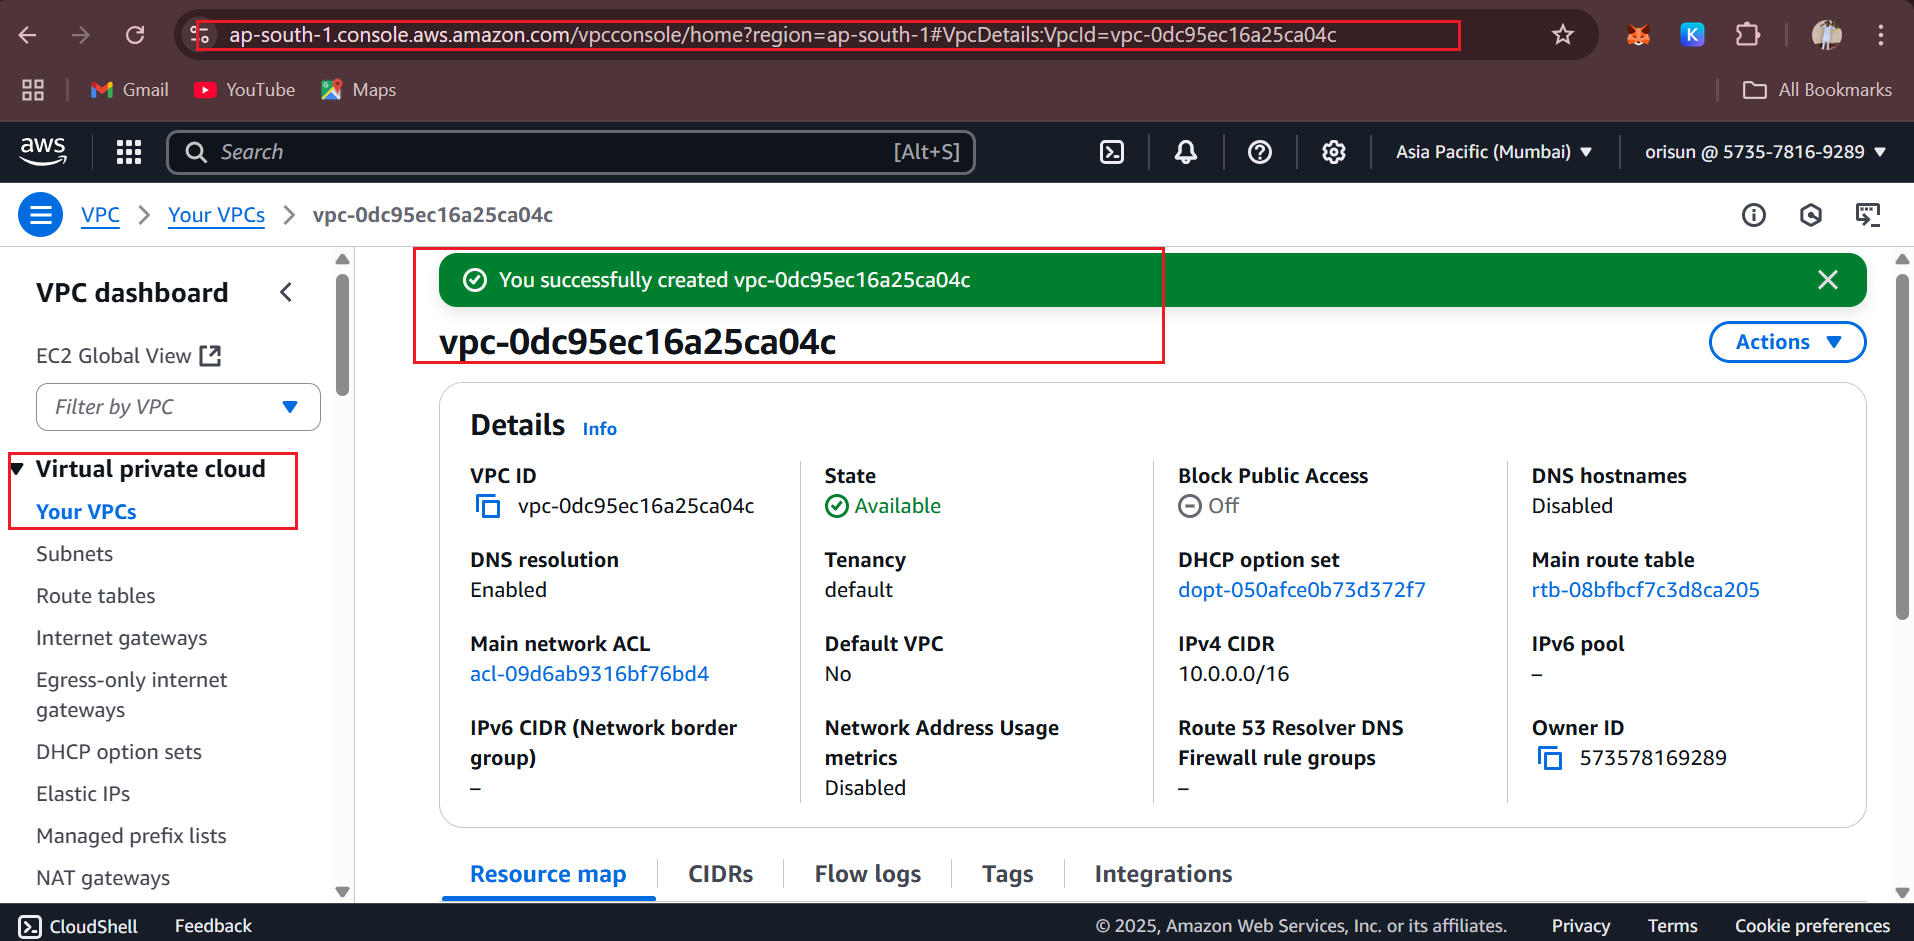 ap-south-1.console.aws.amazon.com/vpcconsole/home?region=ap-south-1#VpcDetails:VpcId=vpc-0dc95ec16a25ca04c
K
Gmail
YouTube
Maps
All Bookmarks
aws
Search
[Alt+S]
Asia Pacific (Mumbai)
orisun @ 5735-7816-9289
VPC
Your VPCs
vpc-0dc95ec16a25ca04c
VPC dashboard
EC2 Global View
Filter by VPC
Virtual private cloud
Your VPCs
Subnets
Route tables
Internet gateways
Egress-only internet
gateways
DHCP option sets
Elastic IPs
Managed prefix lists
NAT gateways
You successfully created vpc-0dc95ec16a25ca04c
vpc-0dc95ec16a25ca04c
Actions
Details Info
VPC ID
vpc-0dc95ec16a25ca04c
State
Available
Block Public Access
Off
DNS hostnames
Disabled
DNS resolution
Enabled
Tenancy
default
DHCP option set
dopt-050afce0b73d372f7
Main route table
rtb-08bfbcf7c3d8ca205
Main network ACL
acl-09d6ab9316bf76bd4
Default VPC
No
IPv4 CIDR
10.0.0.0/16
IPv6 pool
–
IPv6 CIDR (Network border
group)
–
Network Address Usage
metrics
Disabled
Route 53 Resolver DNS
Firewall rule groups
–
Owner ID
573578169289
Resource map
CIDRs
Flow logs
Tags
Integrations
CloudShell
Feedback
© 2025, Amazon Web Services, Inc. or its affiliates.
Privacy
Terms
Cookie preferences